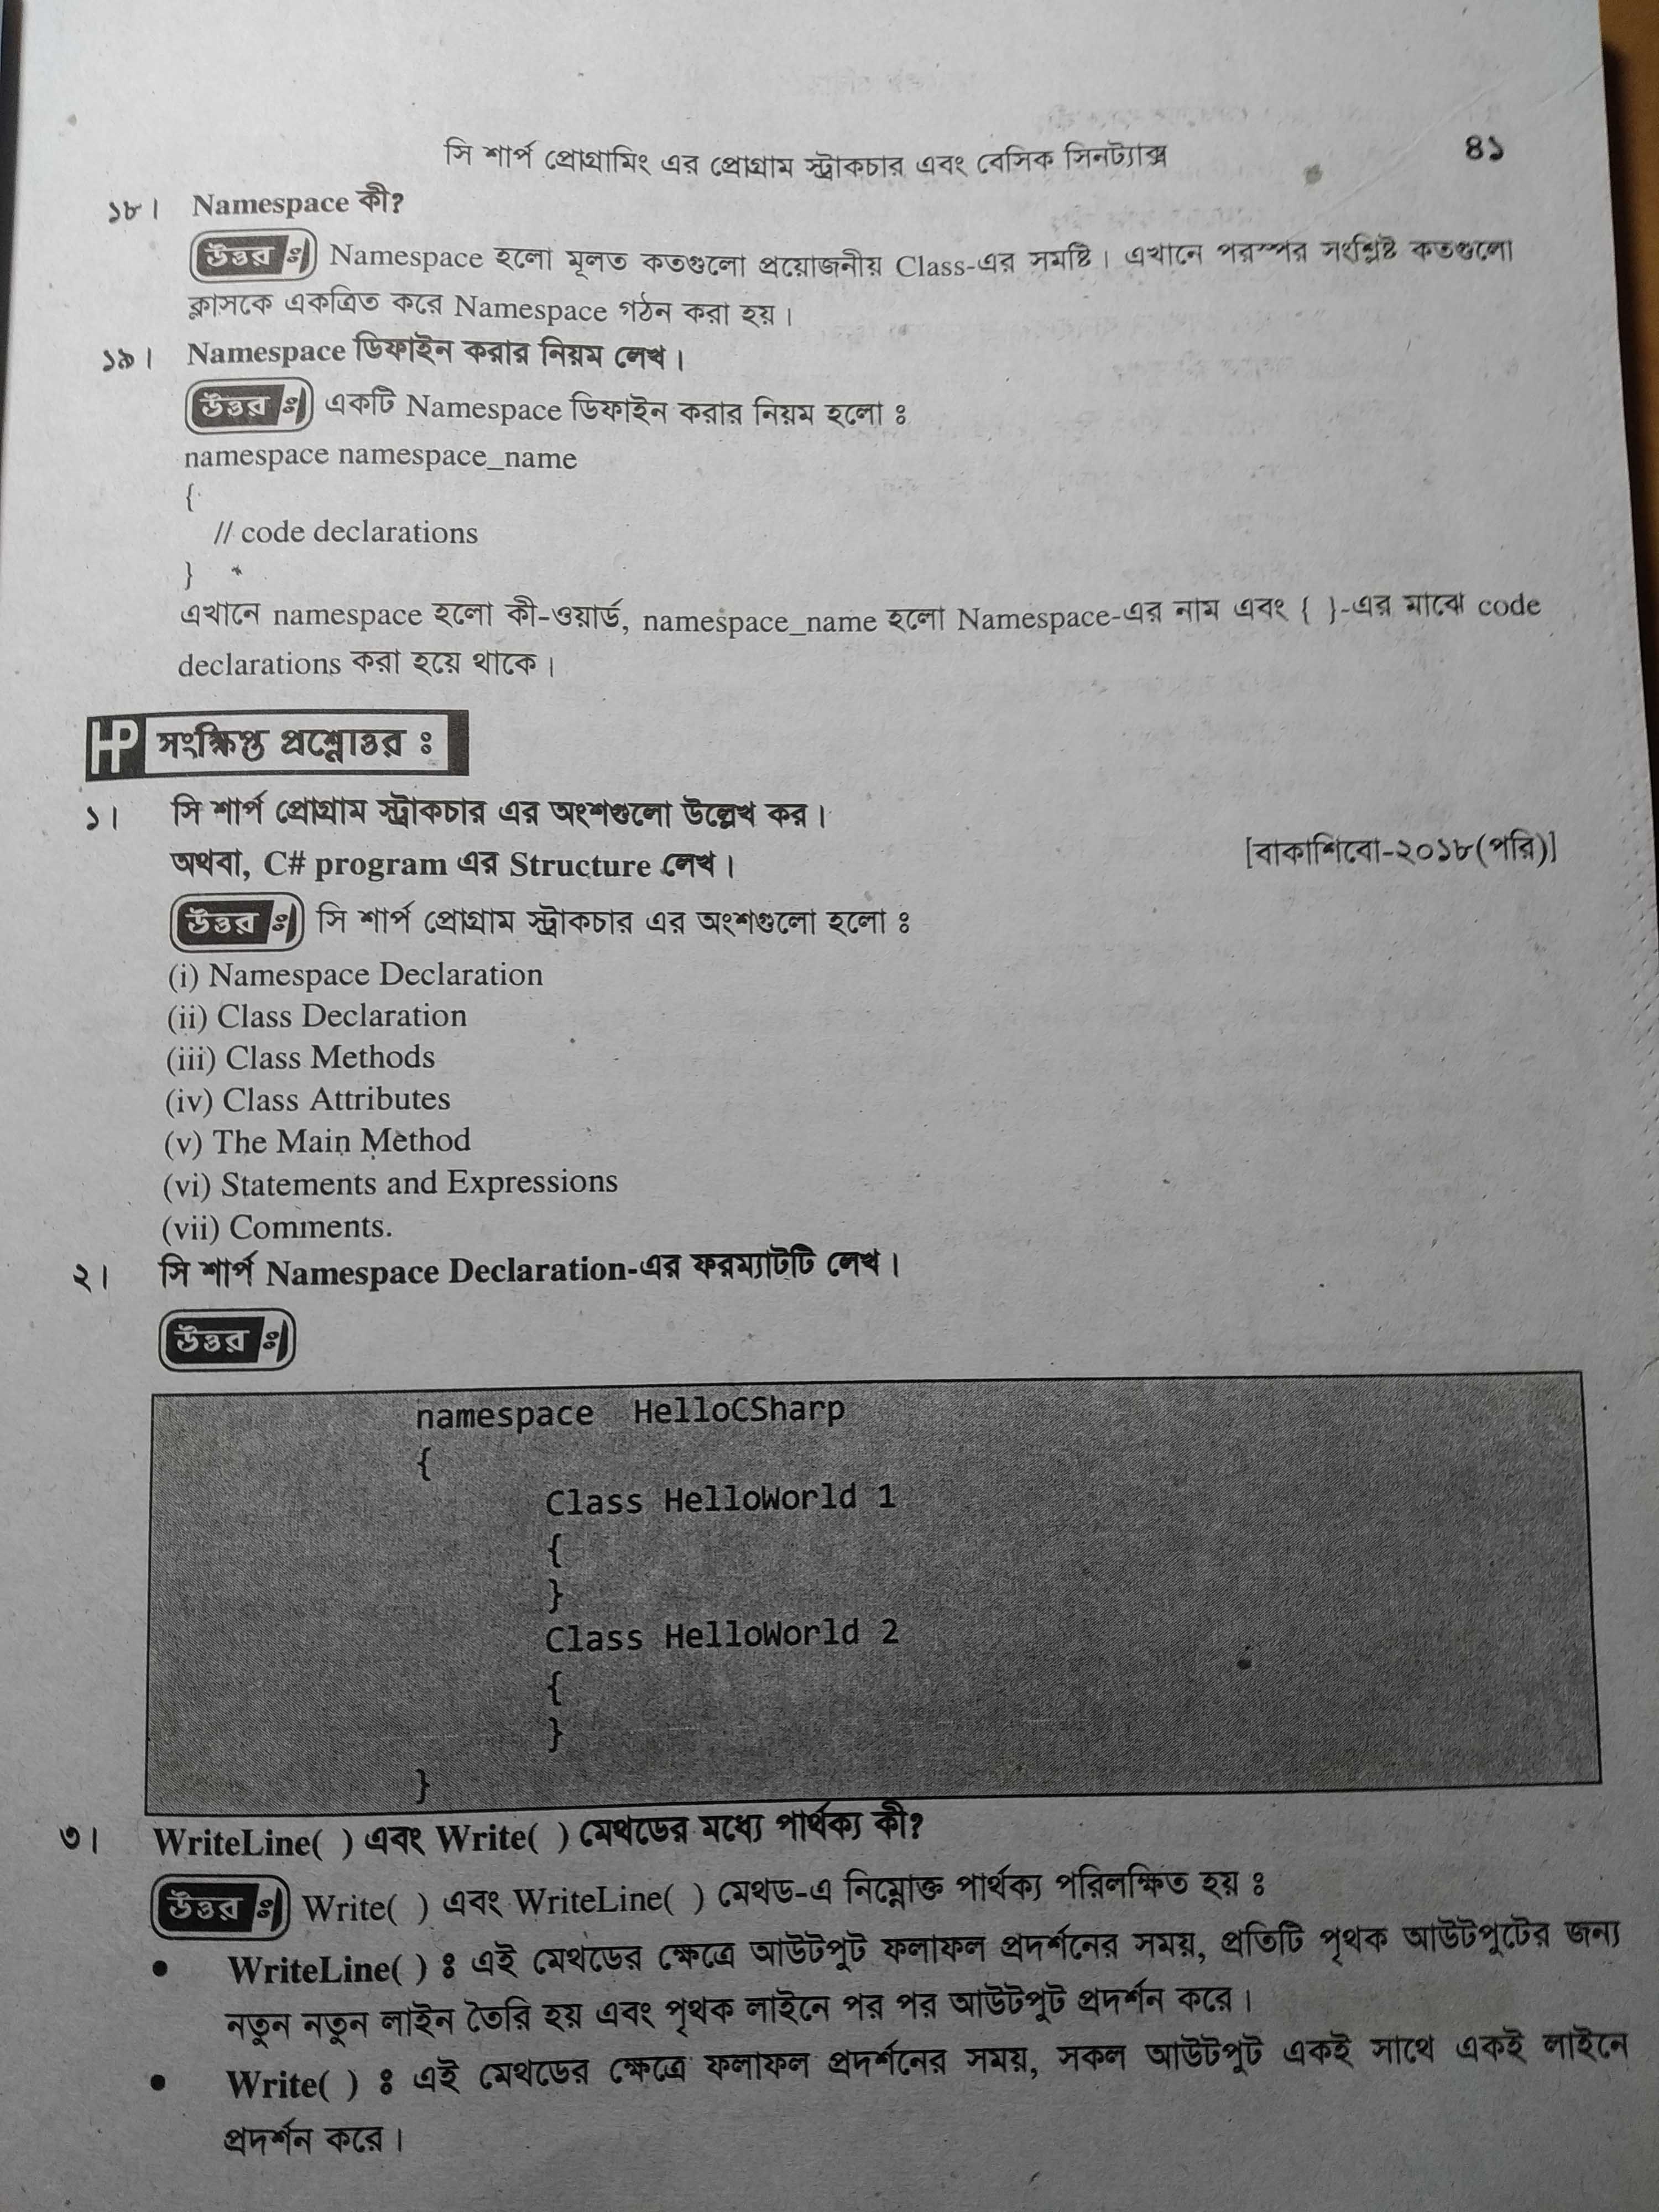 সি শার্প প্রোগ্রামিং এর প্রোগ্রাম স্ট্রাকচার এবং বেসিক সিনট্যাক্স ৪১
১৮। Namespace কী?
উত্তর ঃ Namespace হলো মূলত কতগুলো প্রয়োজনীয় Class-এর সমষ্টি। এখানে পরস্পর সংশ্লিষ্ট কতগুলো
ক্লাসকে একত্রিত করে Namespace গঠন করা হয়।
১৯। Namespace ডিফাইন করার নিয়ম লেখ।
উত্তর ঃ একটি Namespace ডিফাইন করার নিয়ম হলো ঃ
namespace namespace_name
{
// code declarations
}
এখানে namespace হলো কী-ওয়ার্ড, namespace_name হলো Namespace-এর নাম এবং { }-এর মাঝে code
declarations করা হয়ে থাকে।
HP সংক্ষিপ্ত প্রশ্নোত্তর ঃ
১। সি শার্প প্রোগ্রাম স্ট্রাকচার এর অংশগুলো উল্লেখ কর।
অথবা, C# program এর Structure লেখ। [বাকাশিবো-২০১৮(পরি)]
উত্তর ঃ সি শার্প প্রোগ্রাম স্ট্রাকচার এর অংশগুলো হলো ঃ
(i) Namespace Declaration
(ii) Class Declaration
(iii) Class Methods
(iv) Class Attributes
(v) The Main Method
(vi) Statements and Expressions
(vii) Comments.
২। সি শার্প Namespace Declaration-এর ফরম্যাটটি লেখ।
উত্তর ঃ
namespace HelloCSharp
{
Class HelloWorld 1
{
}
Class HelloWorld 2
{
}
}
৩। WriteLine( ) এবং Write( ) মেথডের মধ্যে পার্থক্য কী?
উত্তর ঃ Write( ) এবং WriteLine( ) মেথড-এ নিম্নোক্ত পার্থক্য পরিলক্ষিত হয় ঃ
● WriteLine( ) ঃ এই মেথডের ক্ষেত্রে আউটপুট ফলাফল প্রদর্শনের সময়, প্রতিটি পৃথক আউটপুটের জন্য
নতুন নতুন লাইন তৈরি হয় এবং পৃথক লাইনে পর পর আউটপুট প্রদর্শন করে।
● Write( ) ঃ এই মেথডের ক্ষেত্রে ফলাফল প্রদর্শনের সময়, সকল আউটপুট একই সাথে একই লাইনে
প্রদর্শন করে।